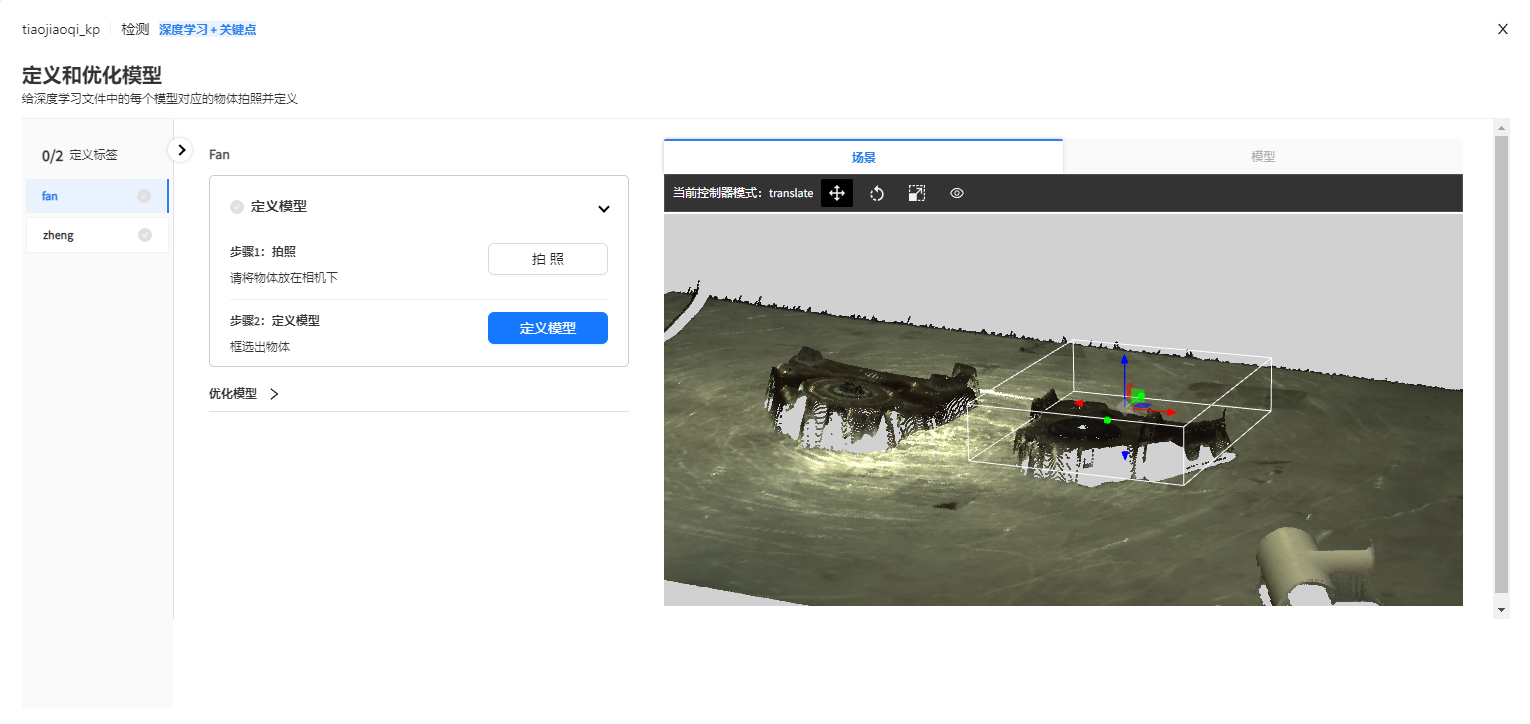 tiaojiaoqi_kp 检测 深度学习+关键点
X
定义和优化模型
给深度学习文件中的每个模型对应的物体拍照并定义
0/2 定义标签
fan
zheng
Fan
定义模型
步骤1：拍照
请将物体放在相机下
拍 照
步骤2：定义模型
框选出物体
定义模型
优化模型
场景
模型
当前控制器模式：translate